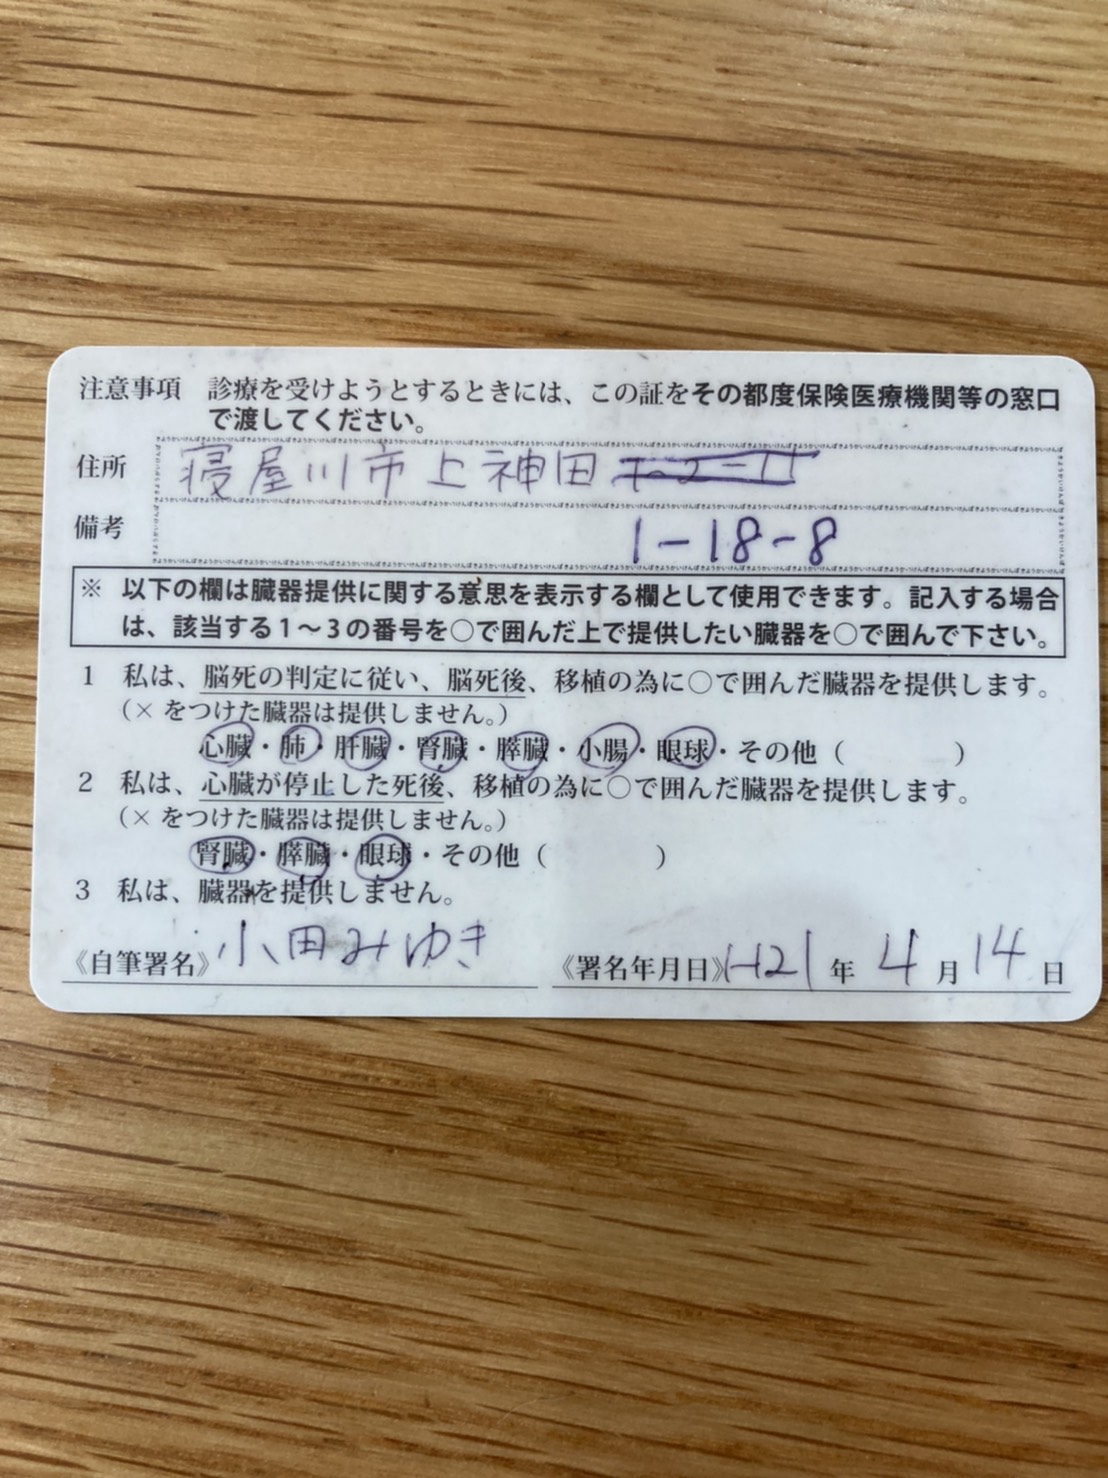 注意事項 診療を受けようとするときには、この証をその都度保険医療機関等の窓口
で渡してください。
住所 寝屋川市上神田
備考 1-18-8
※ 以下の欄は臓器提供に関する意思を表示する欄として使用できます。記入する場合
は、該当する1〜3の番号を○で囲んだ上で提供したい臓器を○で囲んで下さい。
1 私は、脳死の判定に従い、脳死後、移植の為に○で囲んだ臓器を提供します。
(×をつけた臓器は提供しません。)
心臓・肺・肝臓・腎臓・膵臓・小腸・眼球・その他( )
2 私は、心臓が停止した死後、移植の為に○で囲んだ臓器を提供します。
(×をつけた臓器は提供しません。)
腎臓・膵臓・眼球・その他( )
3 私は、臓器を提供しません。
《自筆署名》小田みゆき 《署名年月日》H21年4月14日